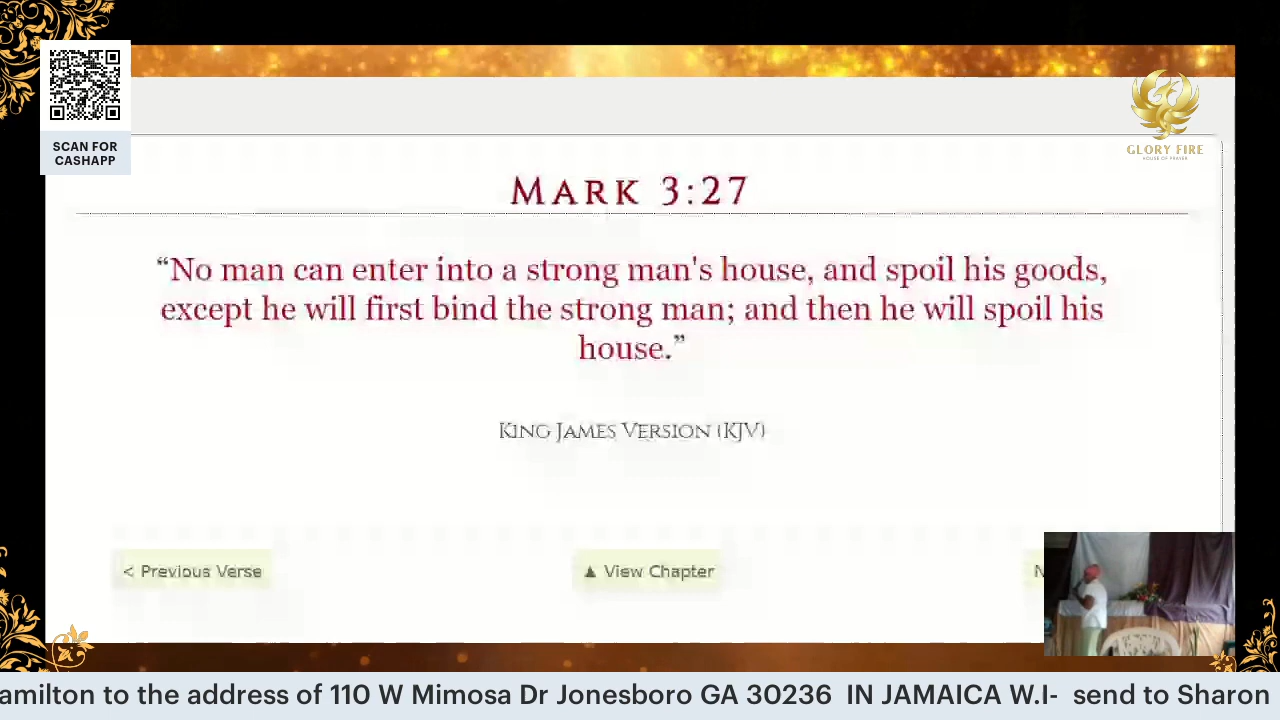 SCAN FOR
CASHAPP
GLORY FIRE
HOUSE OF PRAYER
MARK 3:27
“No man can enter into a strong man's house, and spoil his goods,
except he will first bind the strong man; and then he will spoil his
house.”
KING JAMES VERSION (KJV)
< Previous Verse
▲ View Chapter
N
amilton to the address of 110 W Mimosa Dr Jonesboro GA 30236 IN JAMAICA W.I- send to Sharon